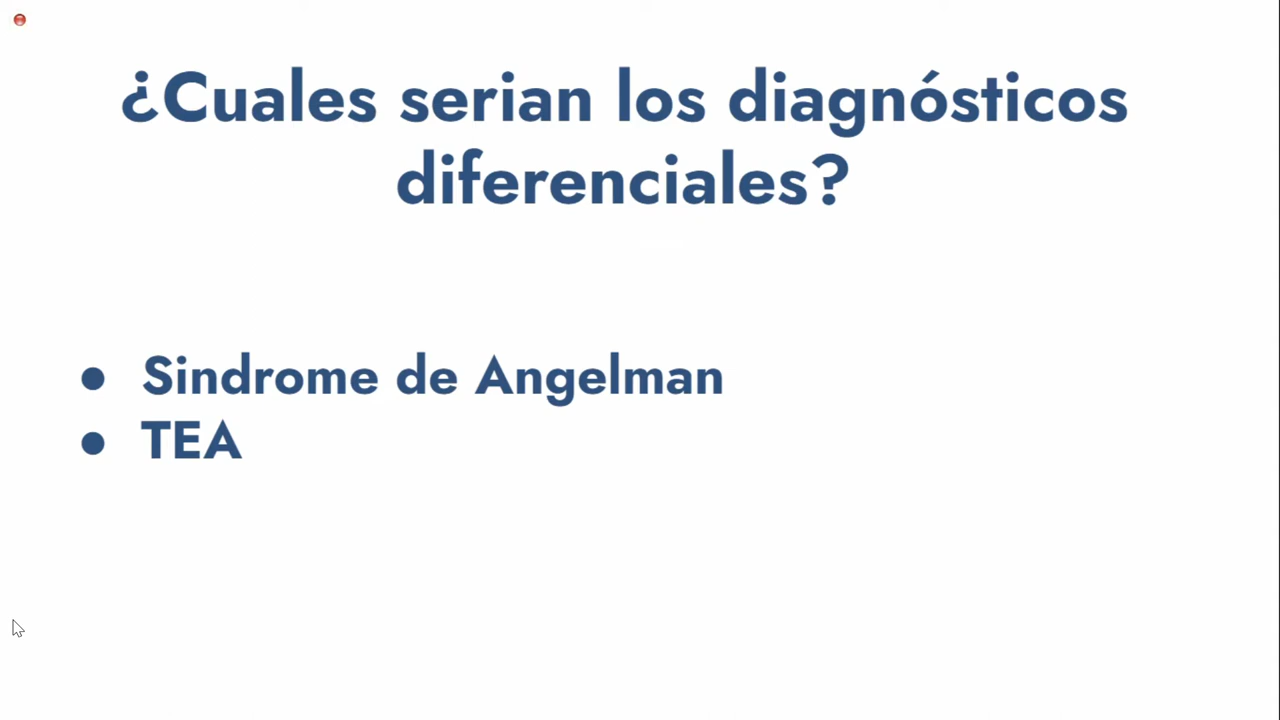 ¿Cuales serian los diagnósticos
diferenciales?
● Sindrome de Angelman
● TEA